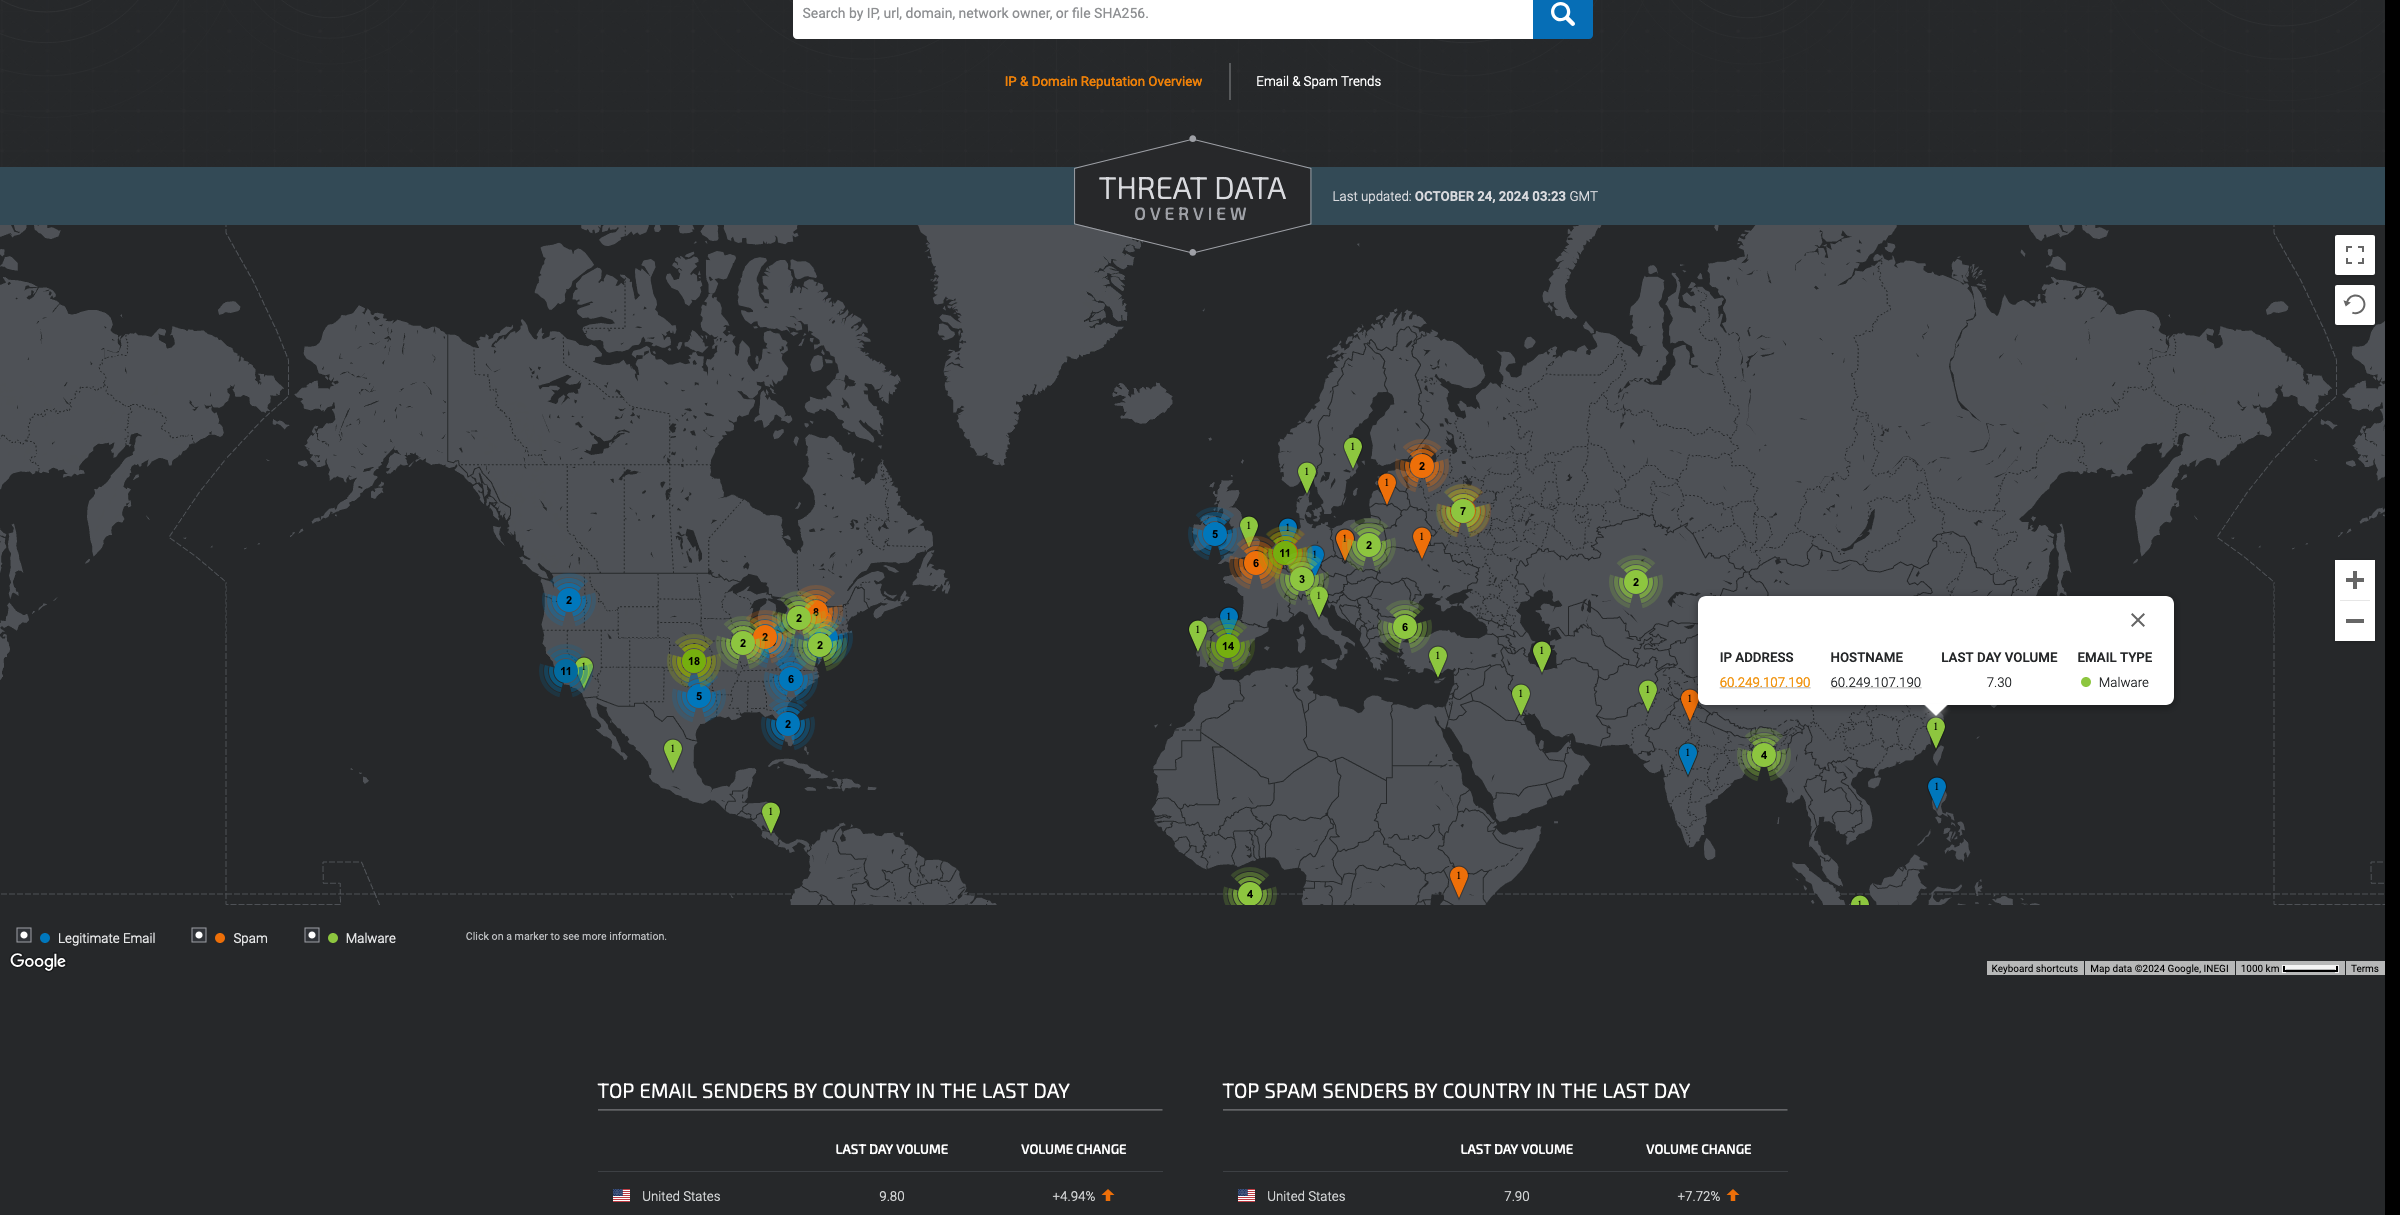 Search by IP, url, domain, network owner, or file SHA256.
IP & Domain Reputation Overview
Email & Spam Trends
THREAT DATA
OVERVIEW
Last updated: OCTOBER 24, 2024 03:23 GMT
1
1
2
1
7
5
1
1
1
2
1
6
11
1
3
1
2
2
8
2
1
6
1
14
2
2
2
18
11
1
5
6
2
1
1
1
1
1
1
IP ADDRESS HOSTNAME LAST DAY VOLUME EMAIL TYPE
60.249.107.190 60.249.107.190 7.30 Malware
1
1
4
1
1
1
1
4
1
Legitimate Email Spam Malware Click on a marker to see more information.
Google
Keyboard shortcuts Map data ©2024 Google, INEGI 1000 km Terms
TOP EMAIL SENDERS BY COUNTRY IN THE LAST DAY
LAST DAY VOLUME VOLUME CHANGE
United States 9.80 +4.94%
TOP SPAM SENDERS BY COUNTRY IN THE LAST DAY
LAST DAY VOLUME VOLUME CHANGE
United States 7.90 +7.72%